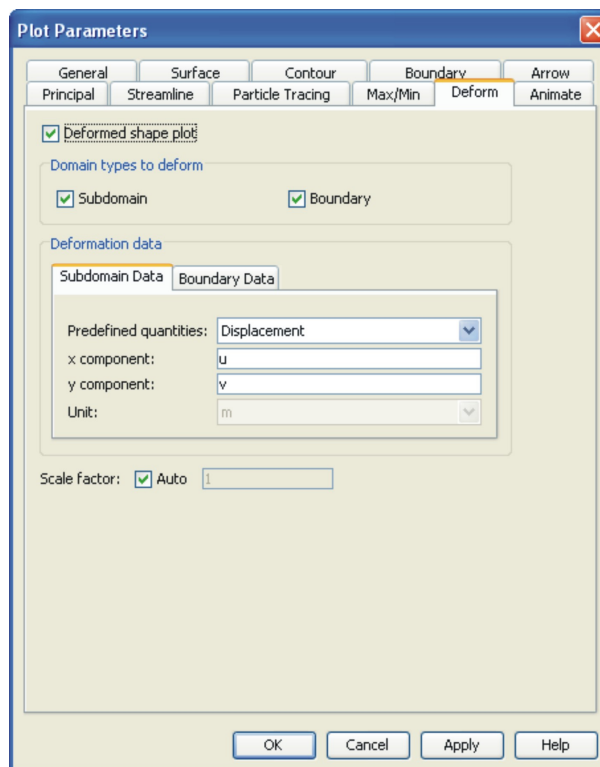 Plot Parameters
General Surface Contour Boundary Arrow
Principal Streamline Particle Tracing Max/Min Deform Animate
Deformed shape plot
Domain types to deform
Subdomain Boundary
Deformation data
Subdomain Data Boundary Data
Predefined quantities: Displacement
x component: u
y component: v
Unit: m
Scale factor: Auto 1
OK Cancel Apply Help